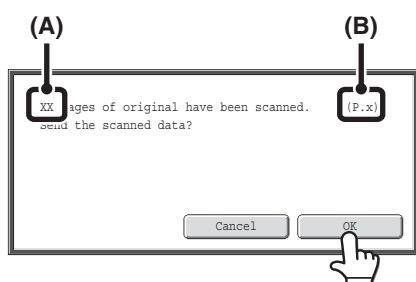 (A) (B)
XX ages of original have been scanned. (P.x)
Send the scanned data?
Cancel OK